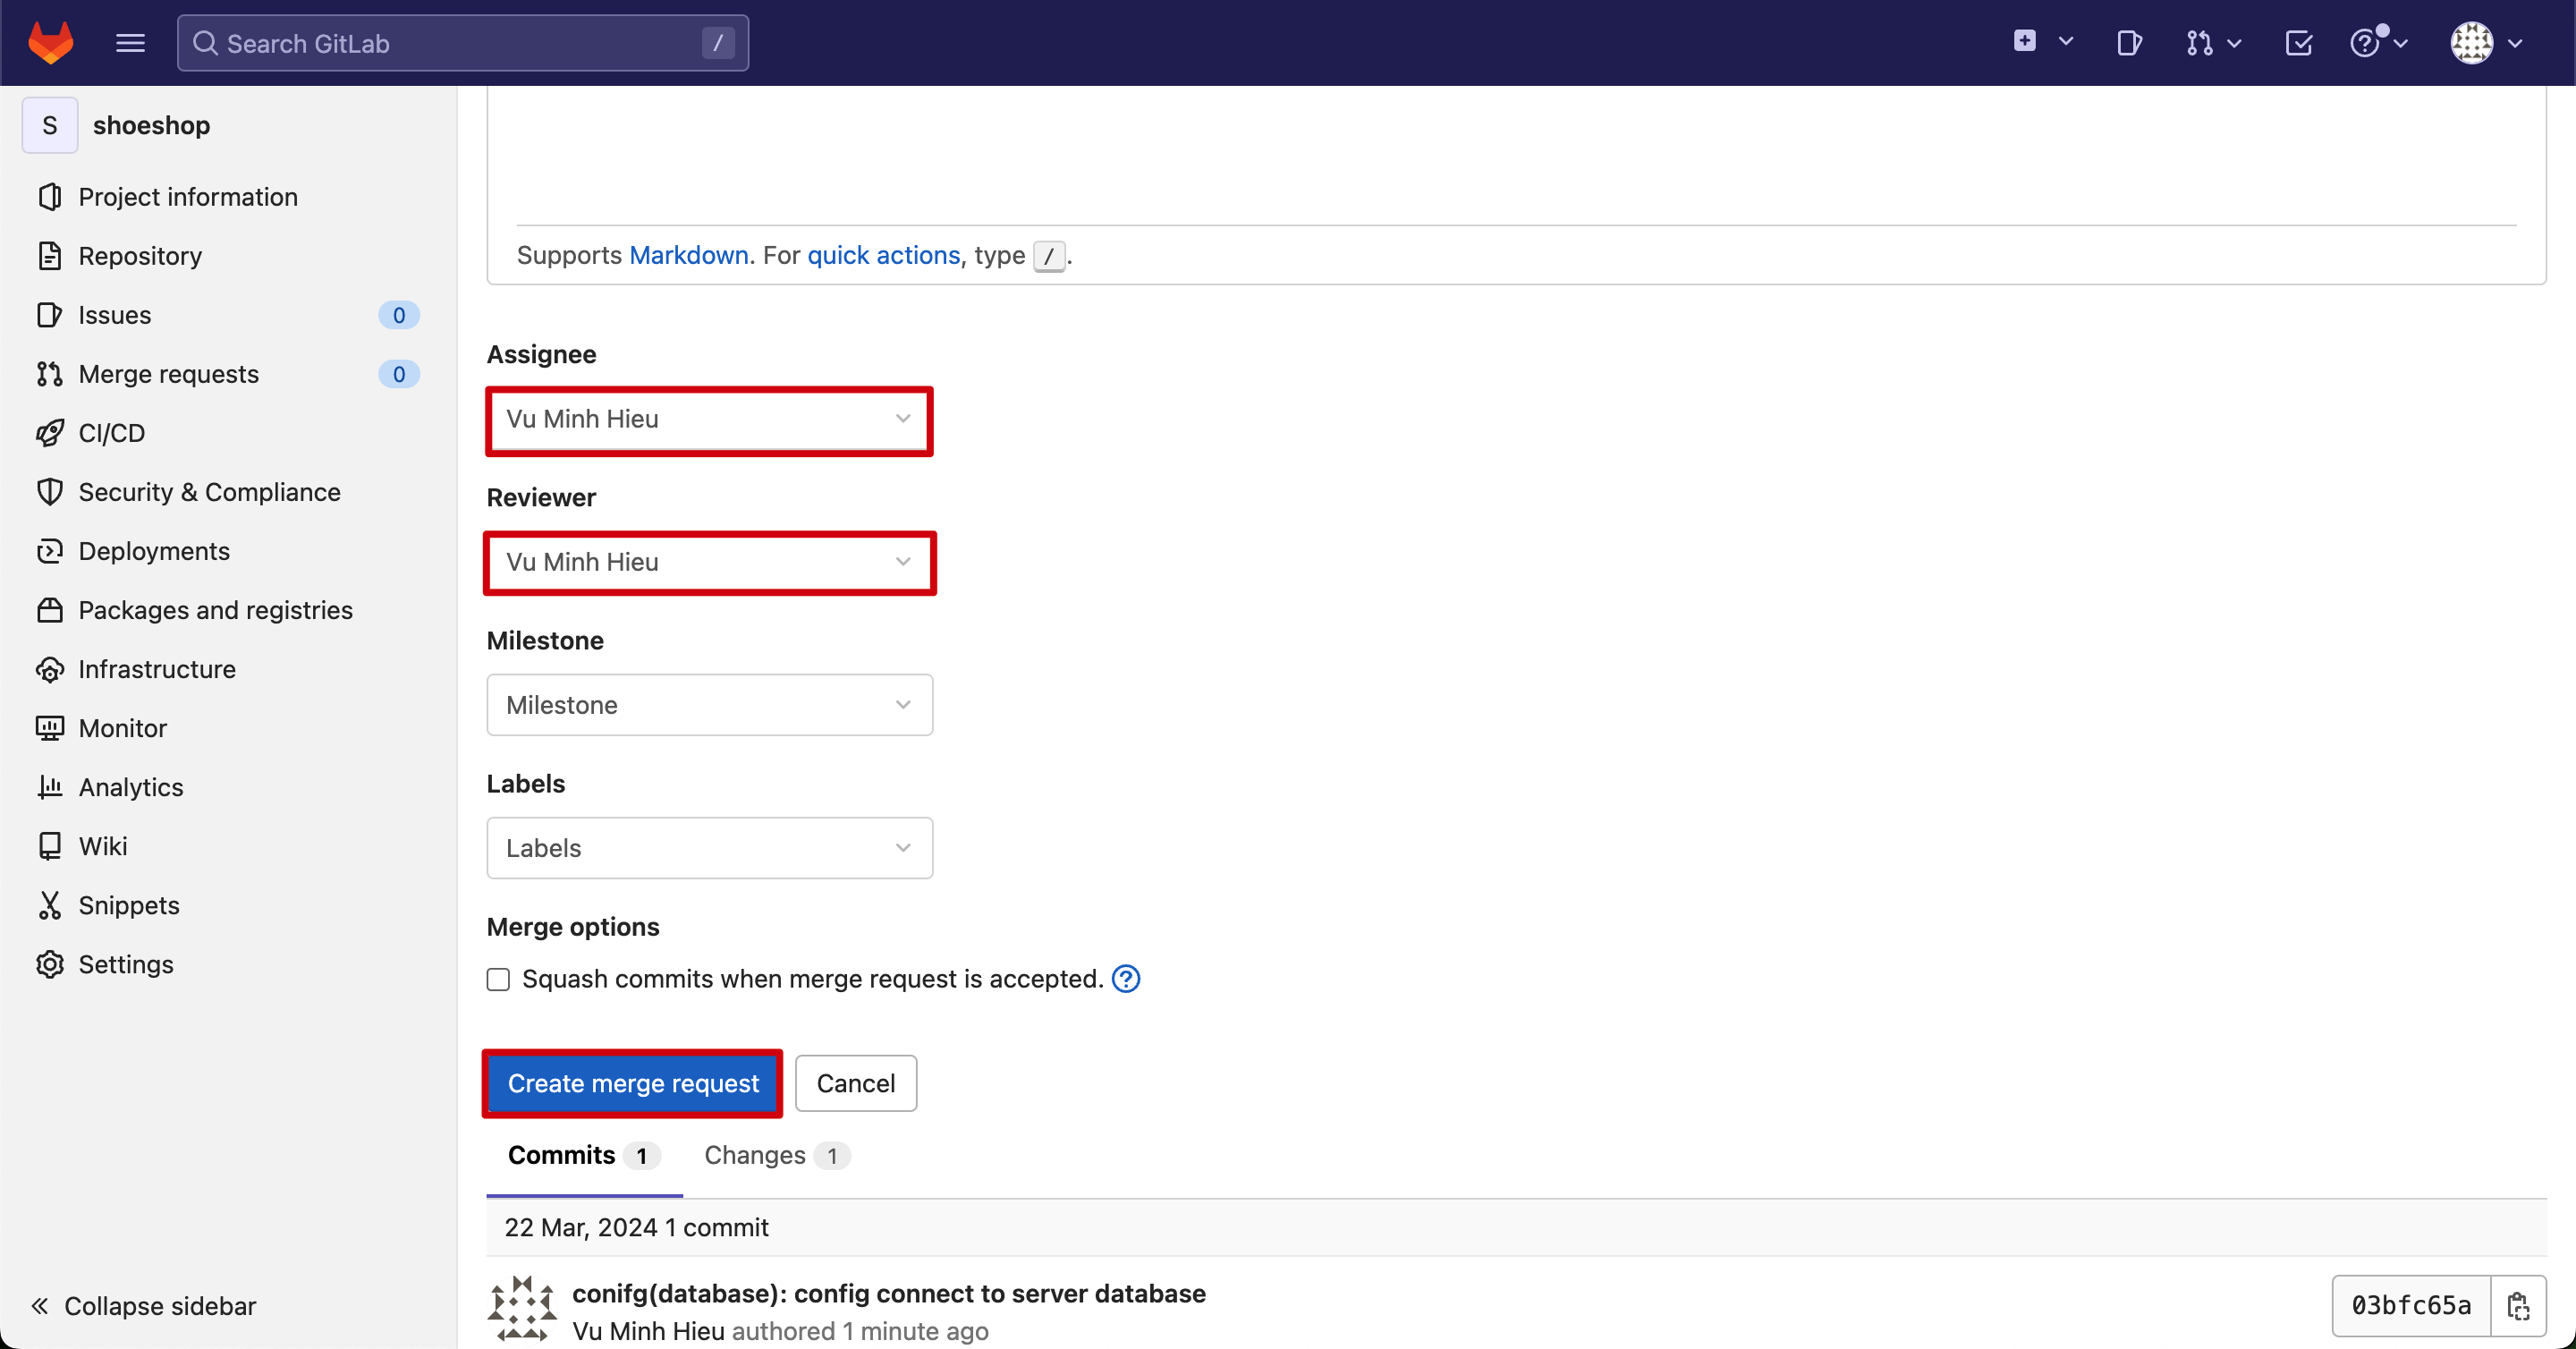 Search GitLab
/
S
shoeshop
Project information
Repository
Issues 0
Merge requests 0
CI/CD
Security & Compliance
Deployments
Packages and registries
Infrastructure
Monitor
Analytics
Wiki
Snippets
Settings
Collapse sidebar
Supports Markdown. For quick actions, type /.
Assignee
Vu Minh Hieu
Reviewer
Vu Minh Hieu
Milestone
Milestone
Labels
Labels
Merge options
Squash commits when merge request is accepted.
Create merge request
Cancel
Commits 1
Changes 1
22 Mar, 2024 1 commit
conifg(database): config connect to server database
Vu Minh Hieu authored 1 minute ago
03bfc65a